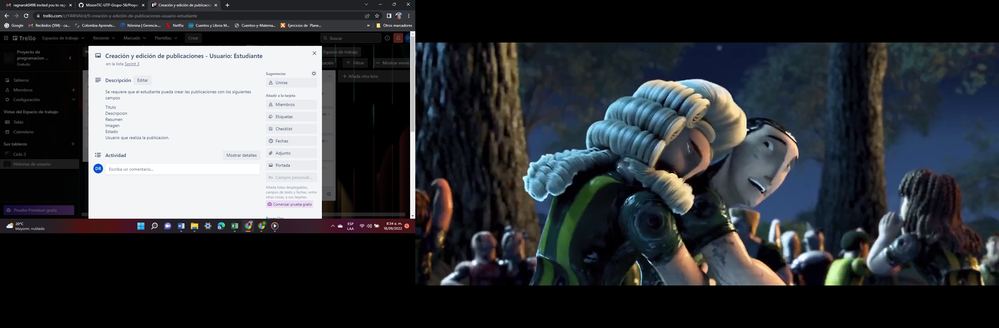 ragnarok0498 invited you to ragn
MisionTIC-UTP-Grupo-56/Proyec
Creación y edición de publicacion
trello.com/c/Y4WVAlrd/9-creación-y-edición-de-publicaciones-usuario-estudiante
Google
Recibidos (594) - ca...
Colombia Aprende...
Nómina | Gerencie....
Netflix
Cuentos y Libros M...
Cuentos-y-Matema...
Ejercicios de Plane...
»
Otros marcadores
Trello
Espacios de trabajo
Reciente
Marcado
Plantillas
Crear
Buscar
Proyecto de
programacion ...
Gratuito
Espacio de trabajo
zación
Filtrar
Mostrar menú
Añada otra lista
Tableros
Miembros
Configuración
Vistas del Espacio de trabajo
Tabla
Calendario
Sus tableros
Ciclo 3
Historias de usuario
Pruebe Premium gratis
Creación y edición de publicaciones - Usuario: Estudiante
en la lista Sprint 3
Descripción
Editar
Se requiere que el estudiante pueda crear las publicaciones con los siguientes
campos
Titulo
Descripcion
Resumen
Imagen
Estado
Usuario que realiza la publicacion.
Actividad
Mostrar detalles
DR
Escriba un comentario...
Sugerencias
Unirse
Añadir a la tarjeta
Miembros
Etiquetas
Checklist
Fechas
Adjunto
Portada
Campos personali...
Añada listas desplegables,
campos de texto y fechas, entre
otras cosas, a sus tarjetas.
Comenzar prueba gratis
os -
es -
20°C
Mayorm. nublado
ESP
LAA
8:34 a. m.
18/09/2022
1